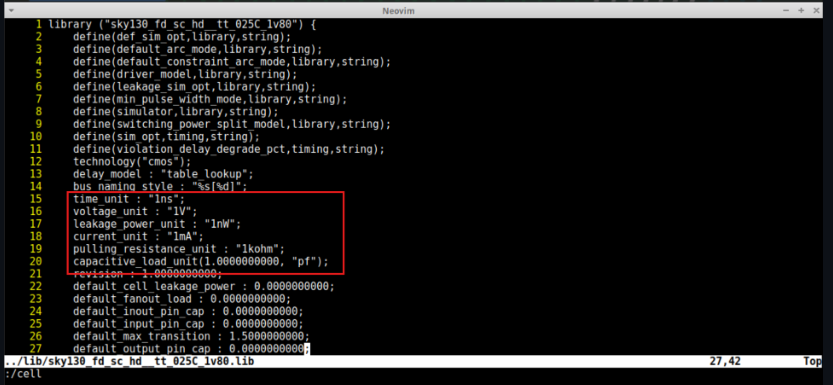 Neovim
1 library ("sky130_fd_sc_hd__tt_025C_1v80") {
2 define(def_sim_opt,library,string);
3 define(default_arc_mode,library,string);
4 define(default_constraint_arc_mode,library,string);
5 define(driver_model,library,string);
6 define(leakage_sim_opt,library,string);
7 define(min_pulse_width_mode,library,string);
8 define(simulator,library,string);
9 define(switching_power_split_model,library,string);
10 define(sim_opt,timing,string);
11 define(violation_delay_degrade_pct,timing,string);
12 technology("cmos");
13 delay_model : "table_lookup";
14 bus_naming_style : "%s[%d]";
15 time_unit : "1ns";
16 voltage_unit : "1V";
17 leakage_power_unit : "1nW";
18 current_unit : "1mA";
19 pulling_resistance_unit : "1kohm";
20 capacitive_load_unit(1.0000000000, "pf");
21 revision : 1.0000000000;
22 default_cell_leakage_power : 0.0000000000;
23 default_fanout_load : 0.0000000000;
24 default_inout_pin_cap : 0.0000000000;
25 default_input_pin_cap : 0.0000000000;
26 default_max_transition : 1.5000000000;
27 default_output_pin_cap : 0.0000000000;
../lib/sky130_fd_sc_hd__tt_025C_1v80.lib 27,42 Top
:/cell